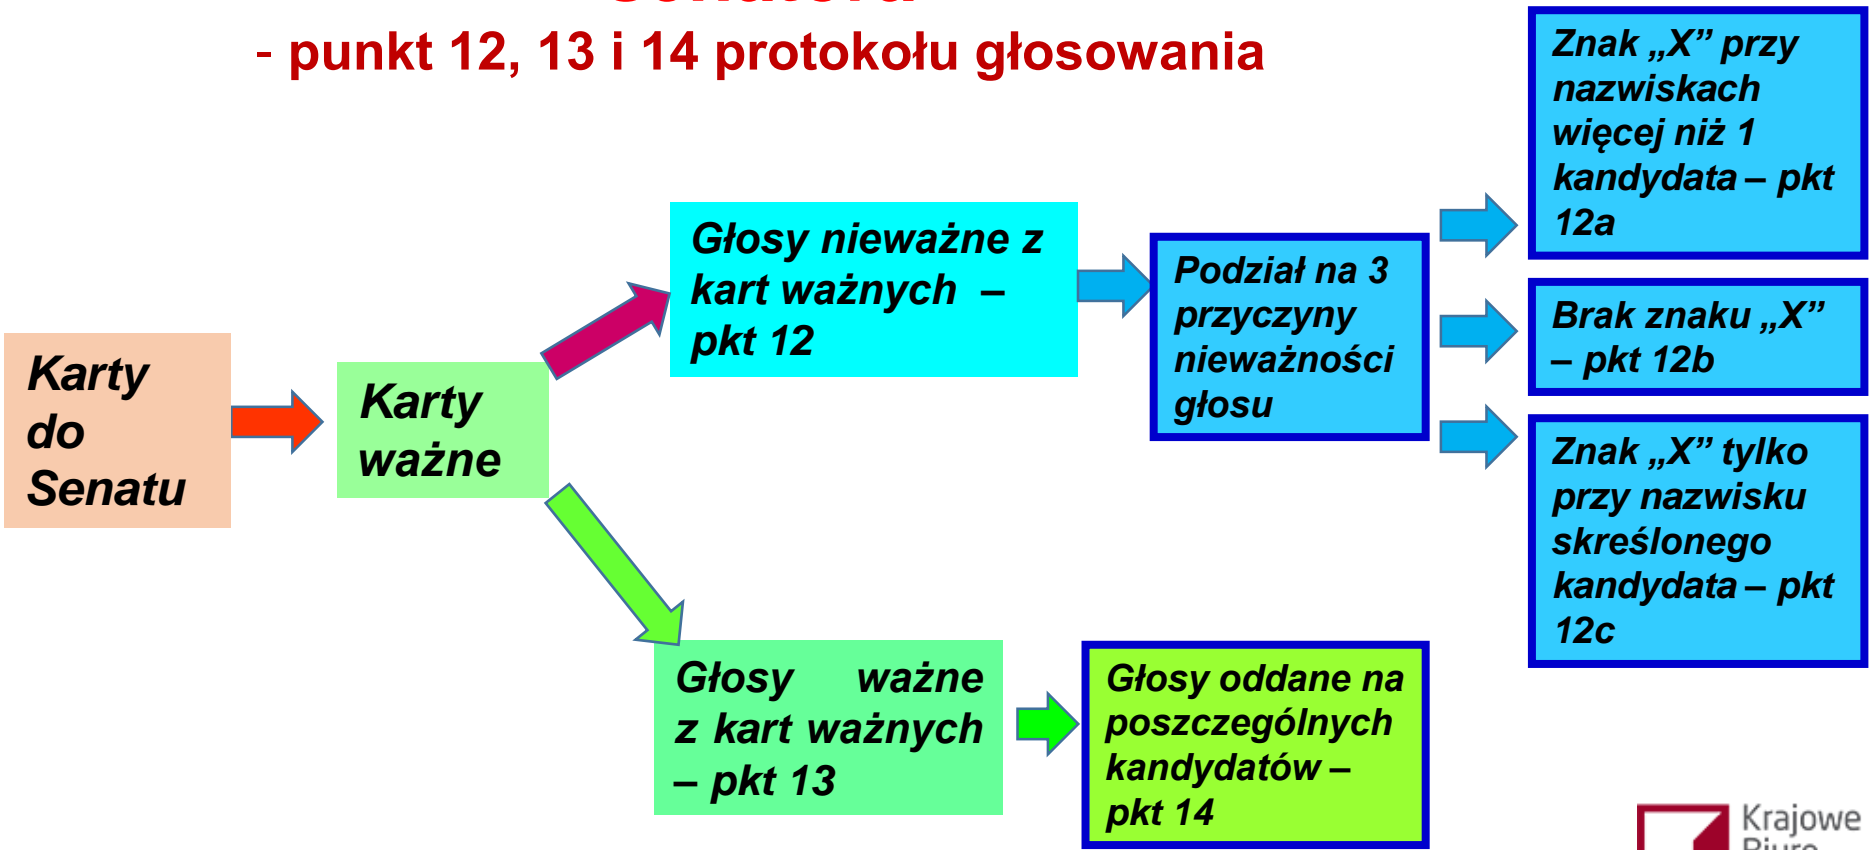 - punkt 12, 13 i 14 protokołu głosowania
Karty
do
Senatu
Karty
ważne
Głosy nieważne z
kart ważnych –
pkt 12
Podział na 3
przyczyny
nieważności
głosu
Znak „X” przy
nazwiskach
więcej niż 1
kandydata – pkt
12a
Brak znaku „X”
– pkt 12b
Znak „X” tylko
przy nazwisku
skreślonego
kandydata – pkt
12c
Głosy ważne
z kart ważnych
– pkt 13
Głosy oddane na
poszczególnych
kandydatów –
pkt 14
Krajowe
Biuro